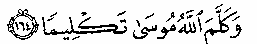 وَكَلَّمَ ٱللَّهُ مُوسَىٰ تَكْلِيمًا ﴿١٦٤﴾